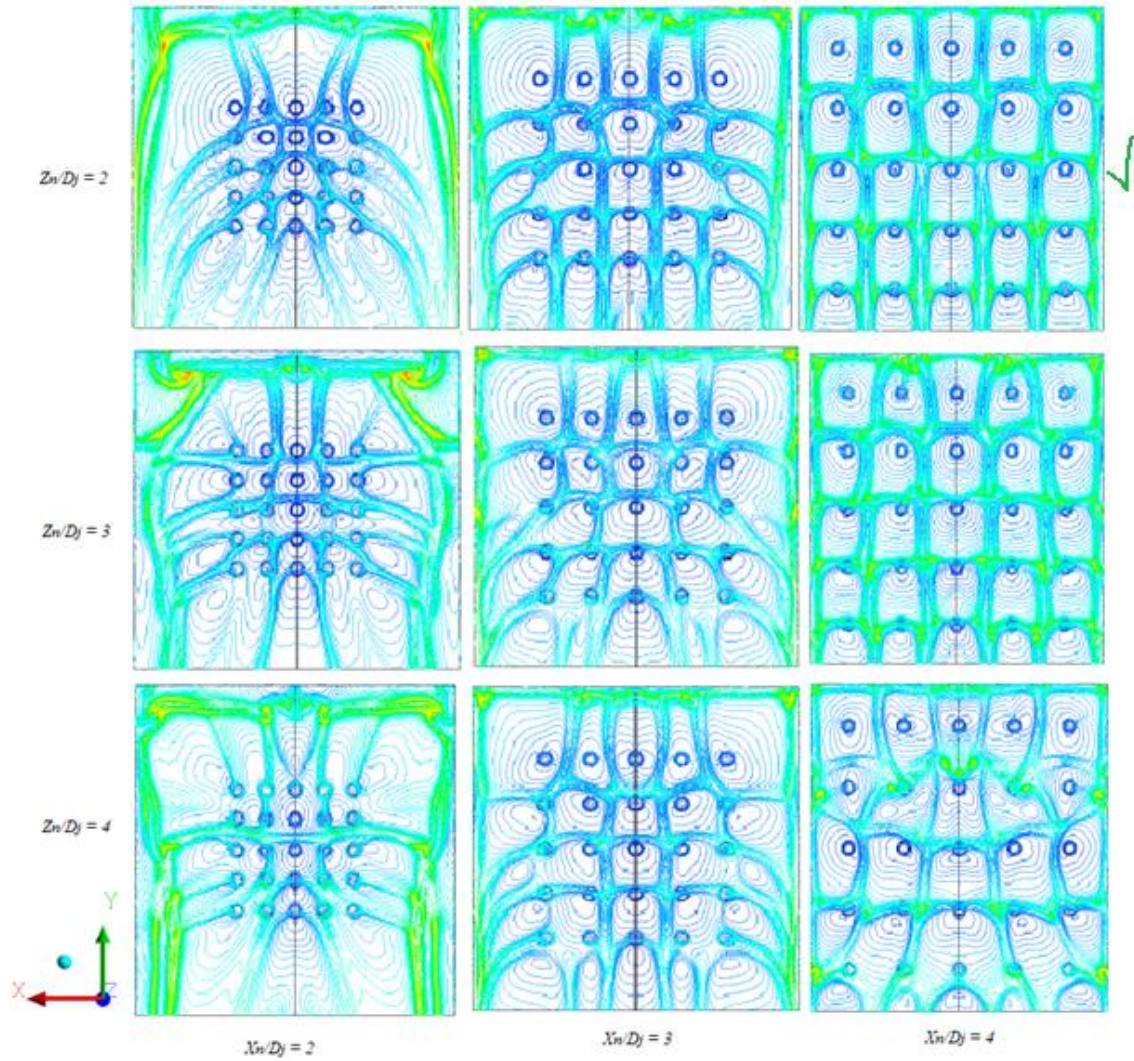 Zn/Dj = 2
Zn/Dj = 3
Zn/Dj = 4
Y
X
Z
Xn/Dj = 2
Xn/Dj = 3
Xn/Dj = 4